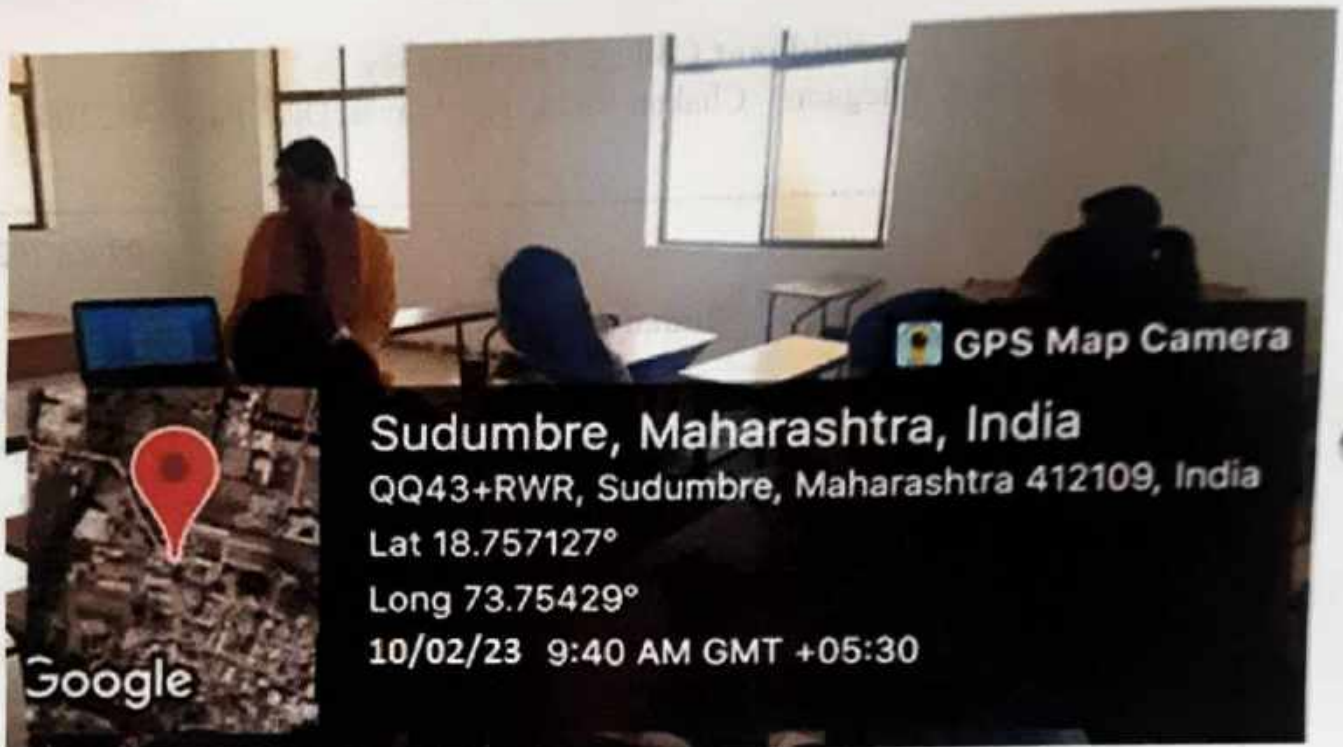 GPS Map Camera
Sudumbre, Maharashtra, India
QQ43+RWR, Sudumbre, Maharashtra 412109, India
Lat 18.757127°
Long 73.75429°
10/02/23 9:40 AM GMT +05:30
Google